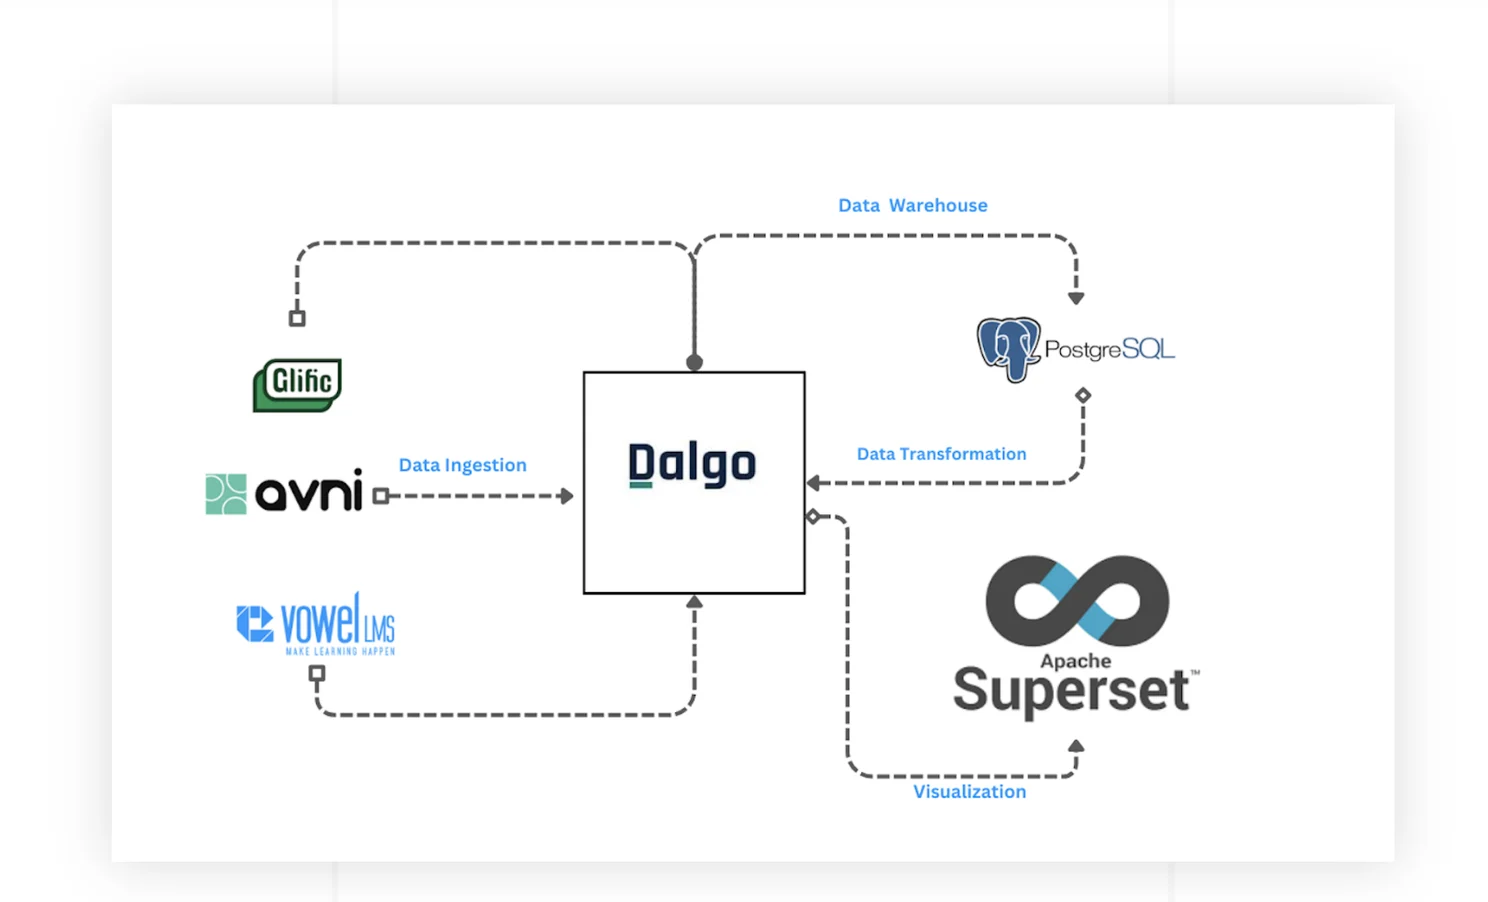 Data Warehouse
Glific
PostgreSQL
Data Ingestion
Dalgo
Data Transformation
avni
vowel LMS
MAKE LEARNING HAPPEN
Apache
Superset™
Visualization